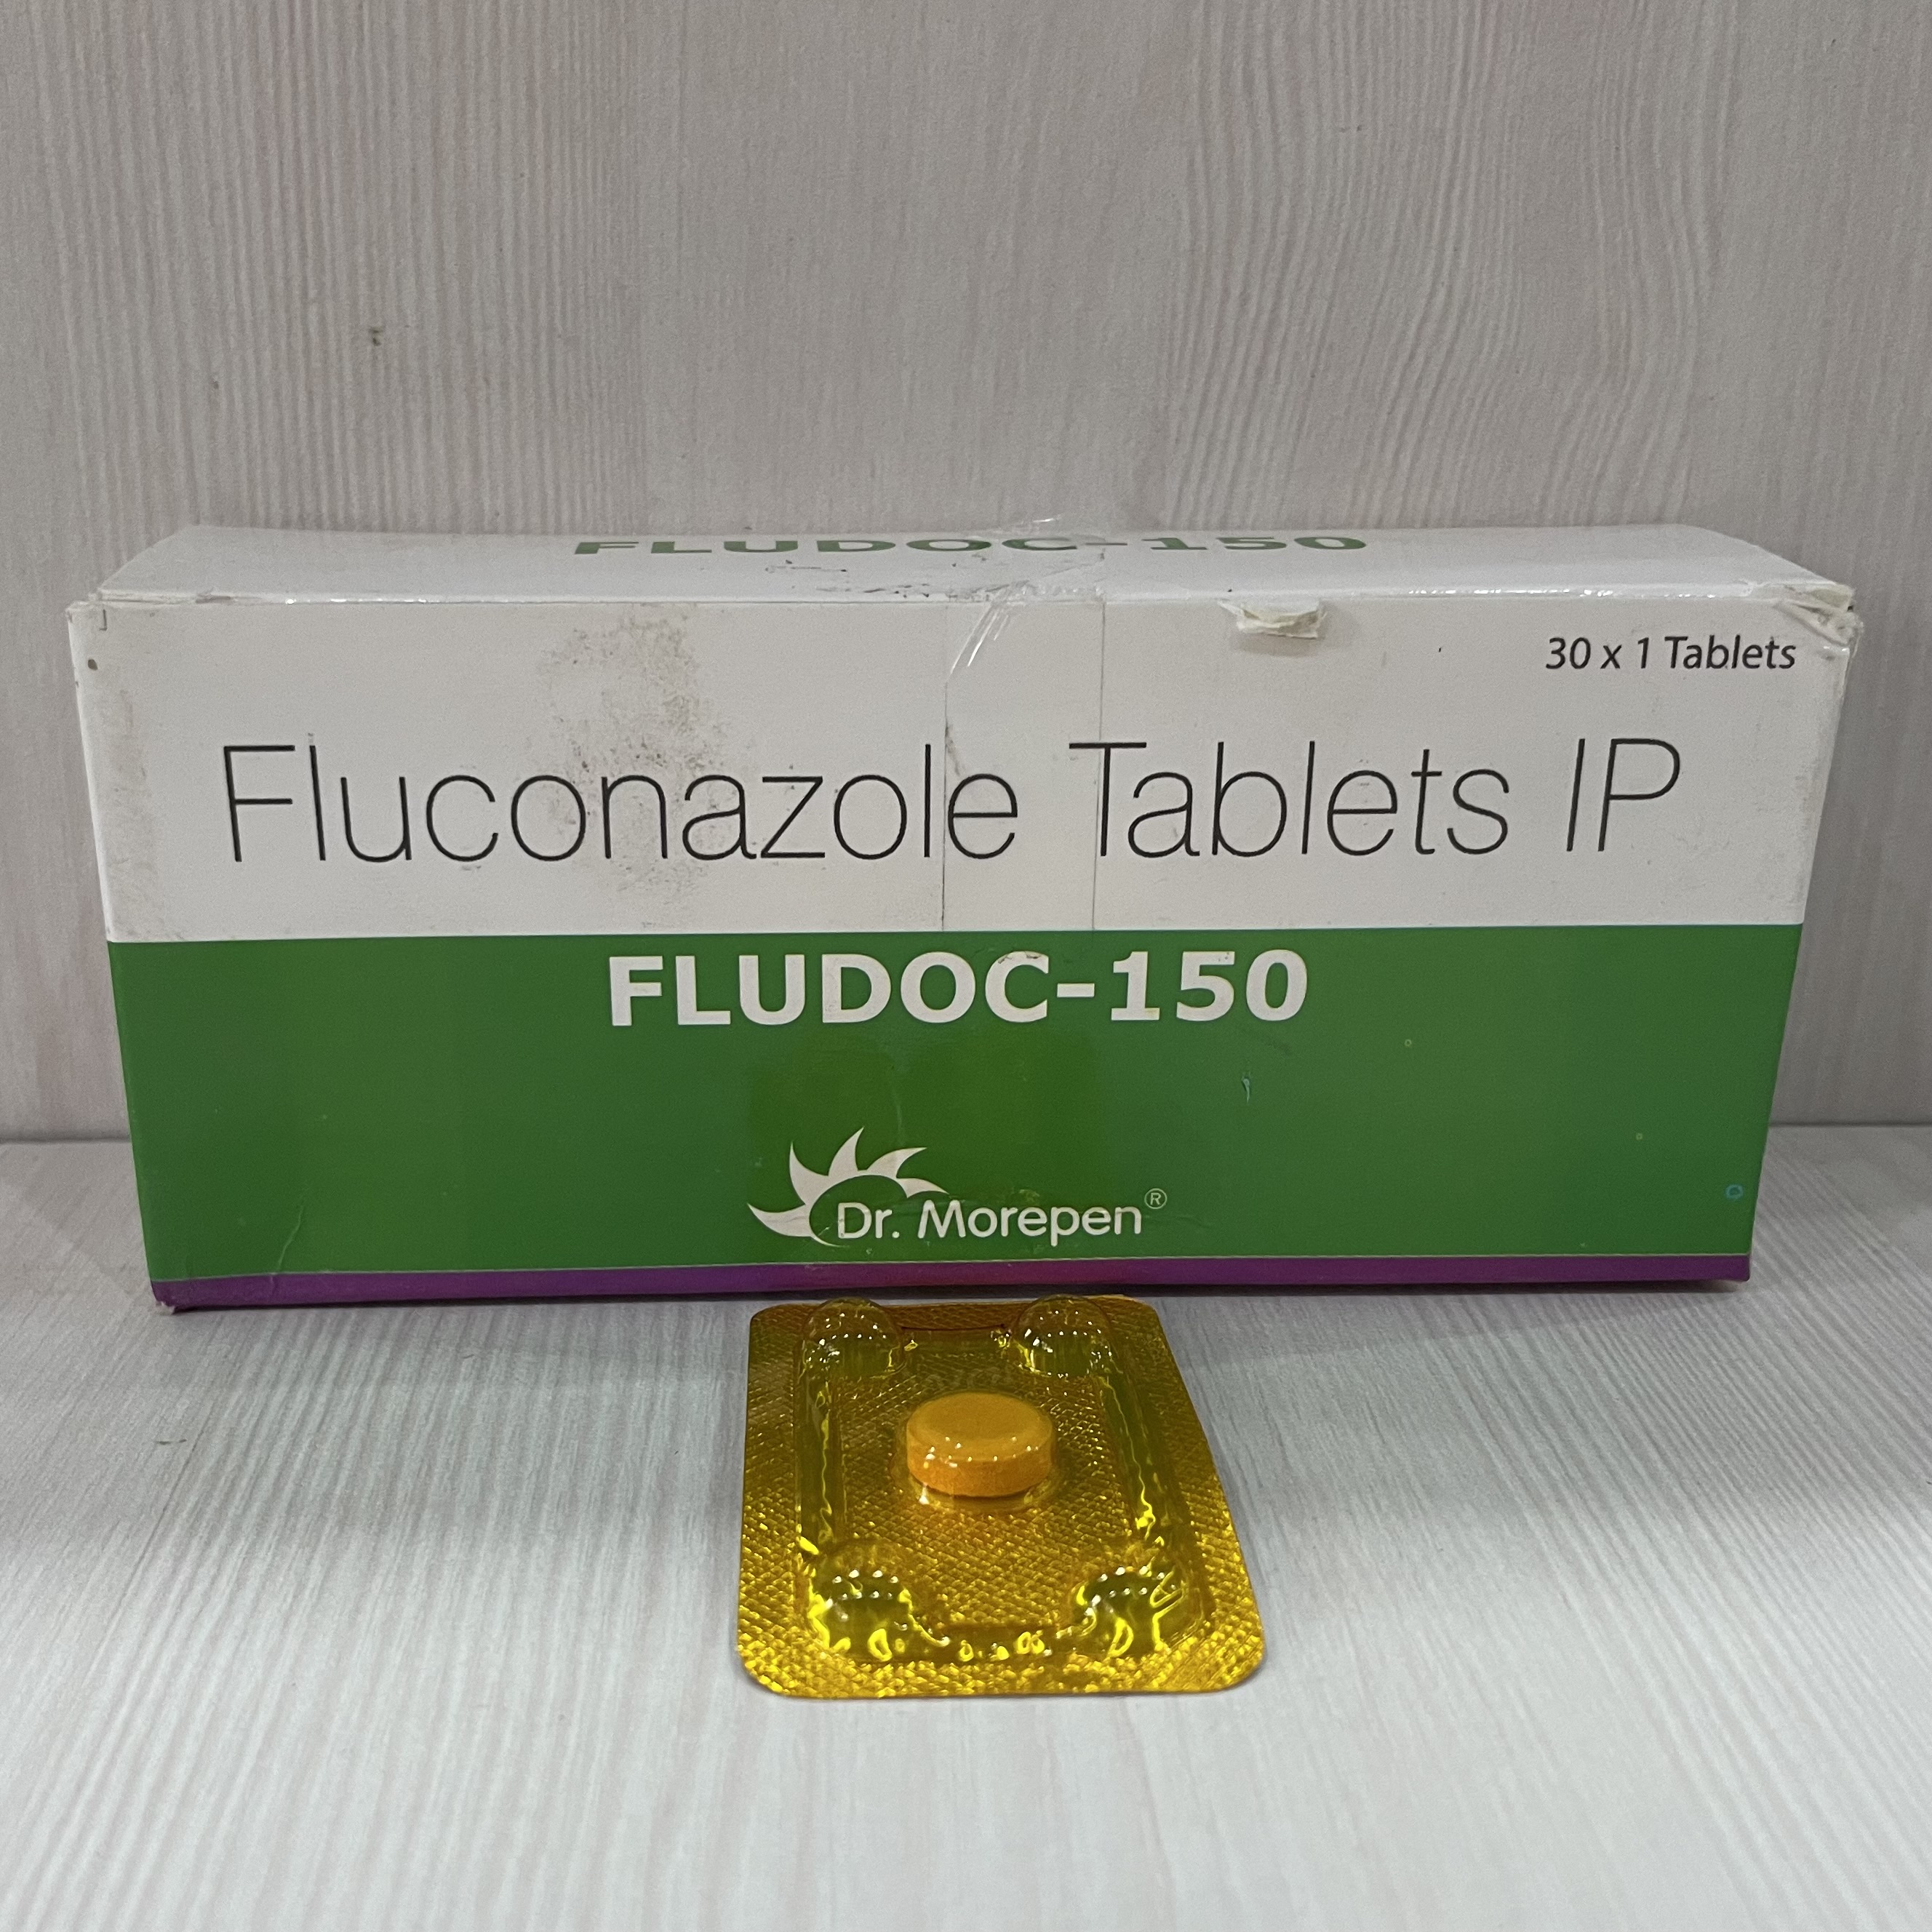 FLUDOC-150
30 x 1 Tablets
Fluconazole Tablets IP
FLUDOC-150
Dr. Morepen®